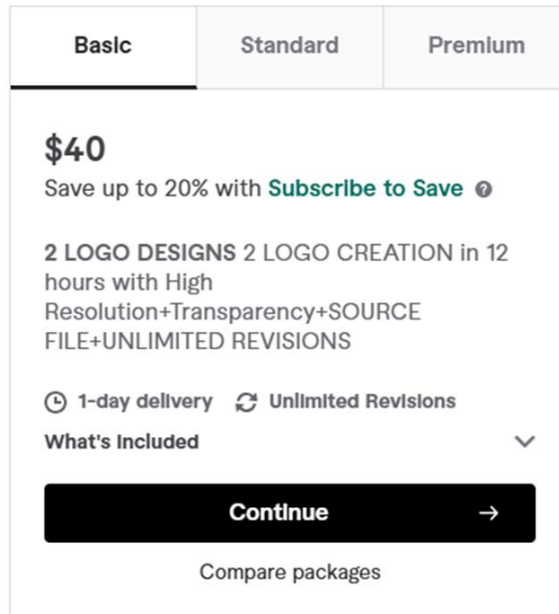 Basic
Standard
Premium
$40
Save up to 20% with Subscribe to Save ?
2 LOGO DESIGNS 2 LOGO CREATION in 12
hours with High
Resolution+Transparency+SOURCE
FILE+UNLIMITED REVISIONS
1-day delivery Unlimited Revisions
What's Included
Continue →
Compare packages